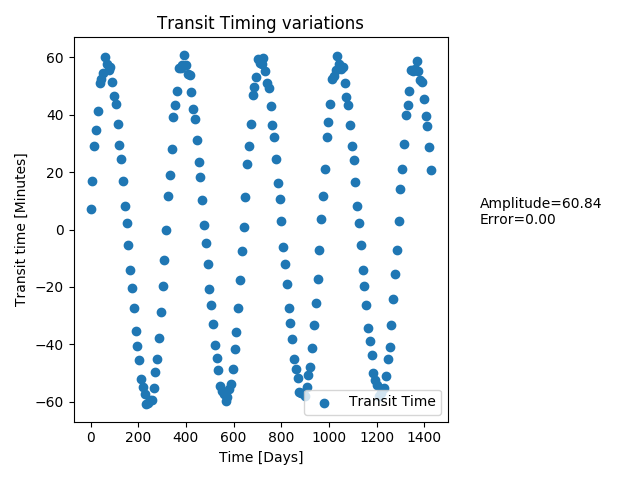 Transit Timing variations
60
40
20
0
−20
−40
−60
Transit time [Minutes]
0
200
400
600
800
1000
1200
1400
Time [Days]
Transit Time
Amplitude=60.84
Error=0.00